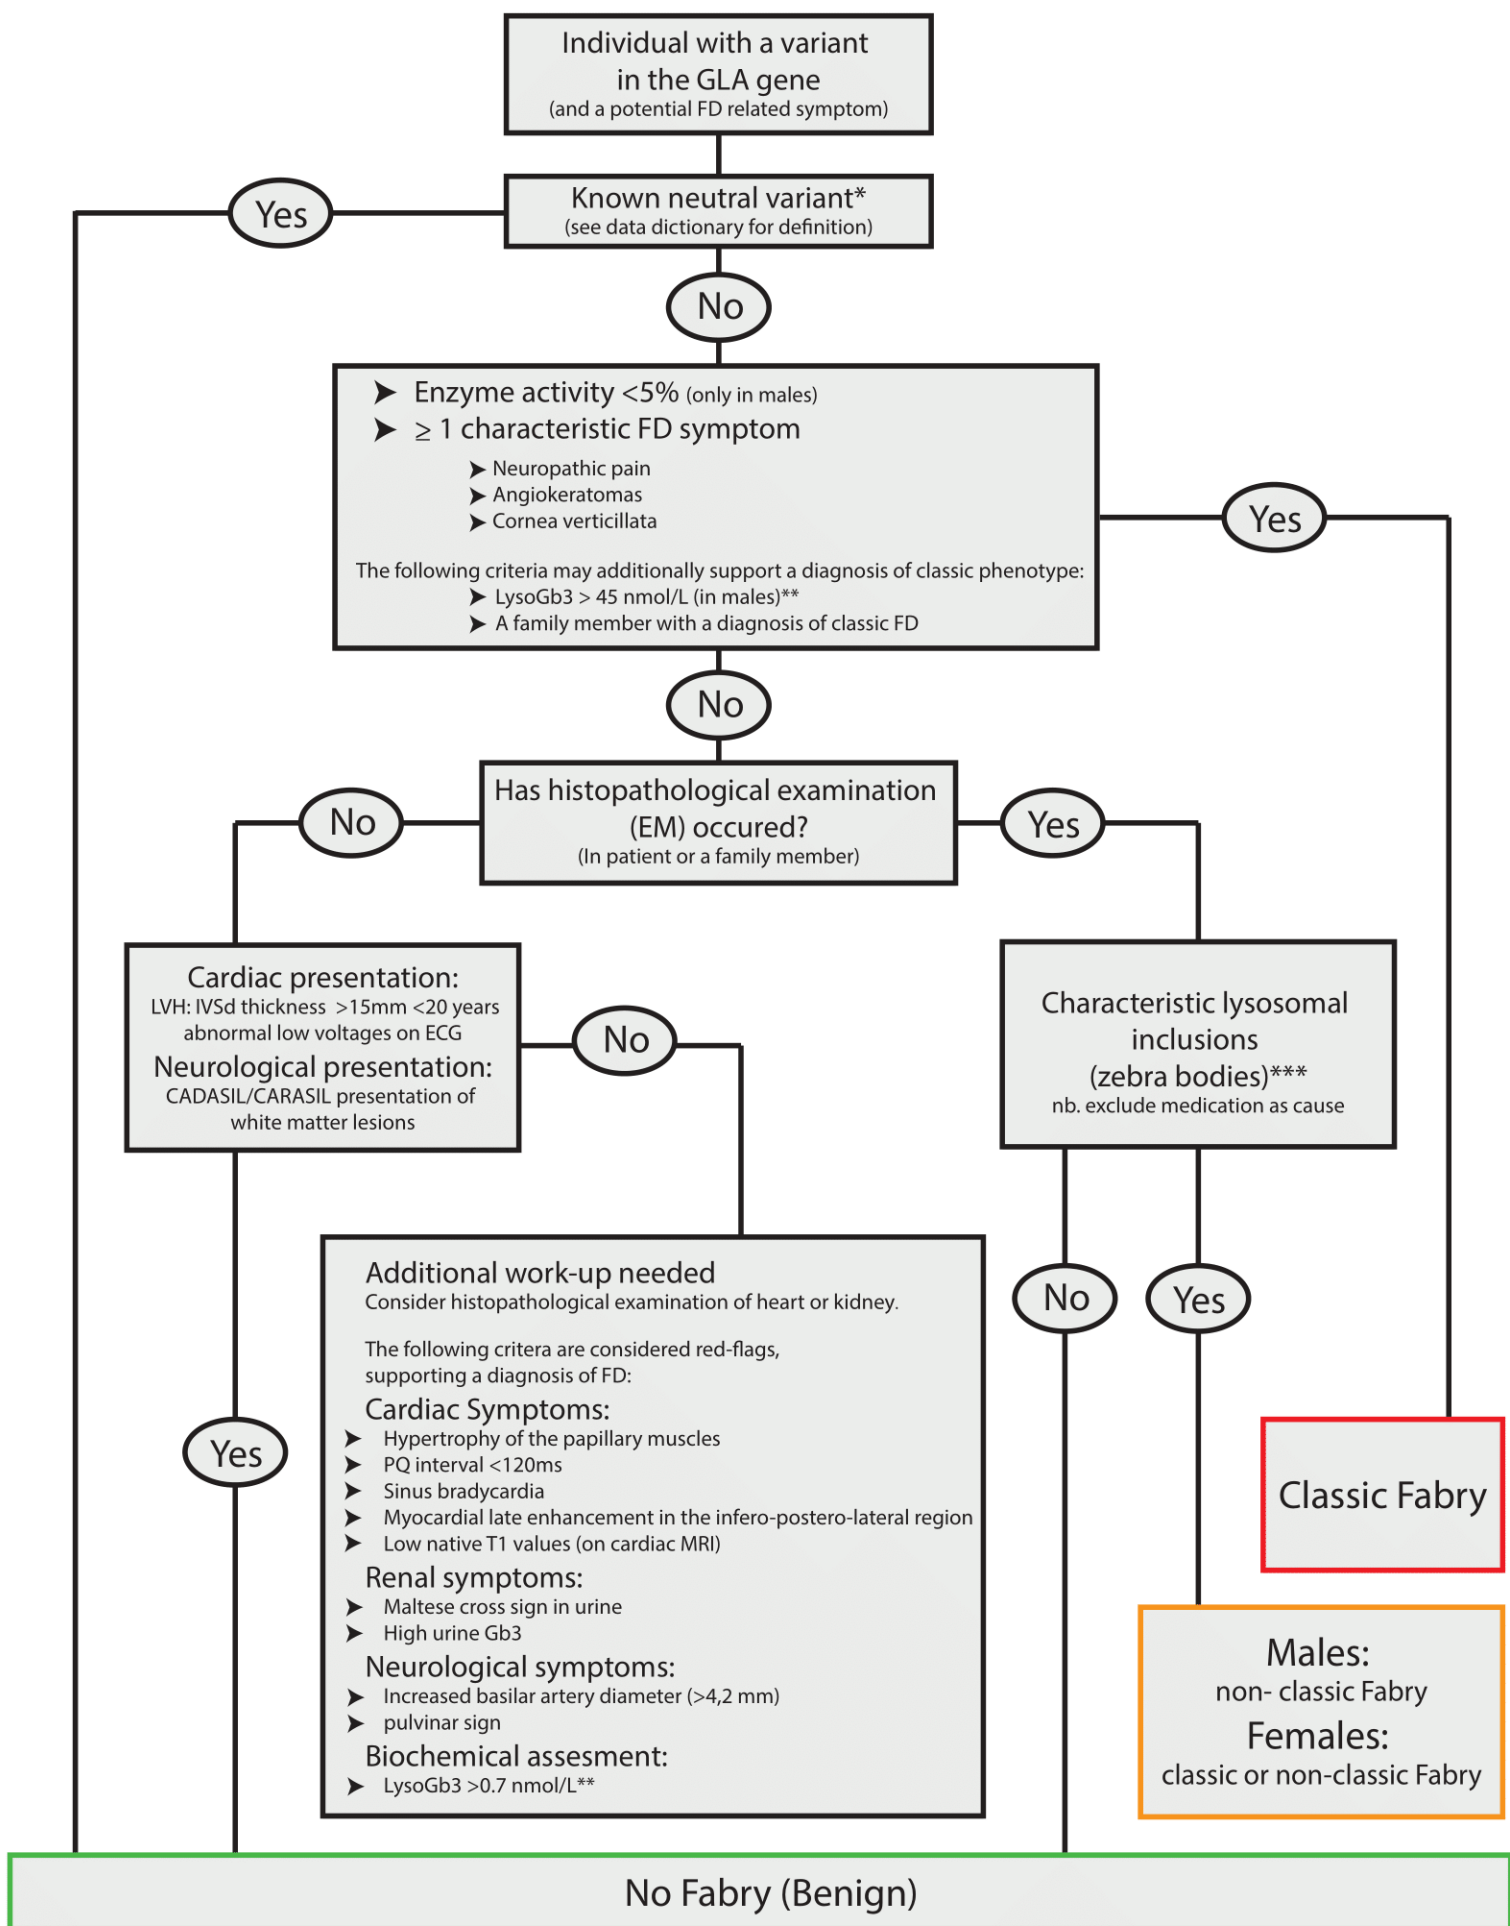 Individual with a variant
in the GLA gene
(and a potential FD related symptom)
Yes
Known neutral variant*
(see data dictionary for definition)
No
➤ Enzyme activity <5% (only in males)
➤ ≥ 1 characteristic FD symptom
➤ Neuropathic pain
➤ Angiokeratomas
➤ Cornea verticillata
Yes
The following criteria may additionally support a diagnosis of classic phenotype:
➤ LysoGb3 > 45 nmol/L (in males)**
➤ A family member with a diagnosis of classic FD
No
Has histopathological examination
(EM) occured?
(In patient or a family member)
No
Yes
Cardiac presentation:
LVH: IVSd thickness >15mm <20 years
abnormal low voltages on ECG
Neurological presentation:
CADASIL/CARASIL presentation of
white matter lesions
No
Characteristic lysosomal
inclusions
(zebra bodies)***
nb. exclude medication as cause
Additional work-up needed
Consider histopathological examination of heart or kidney.
The following critera are considered red-flags,
supporting a diagnosis of FD:
Cardiac Symptoms:
➤ Hypertrophy of the papillary muscles
➤ PQ interval <120ms
➤ Sinus bradycardia
➤ Myocardial late enhancement in the infero-postero-lateral region
➤ Low native T1 values (on cardiac MRI)
Renal symptoms:
➤ Maltese cross sign in urine
➤ High urine Gb3
Neurological symptoms:
➤ Increased basilar artery diameter (>4,2 mm)
➤ pulvinar sign
Biochemical assesment:
➤ LysoGb3 >0.7 nmol/L**
No
Yes
Yes
Classic Fabry
Males:
non- classic Fabry
Females:
classic or non-classic Fabry
No Fabry (Benign)